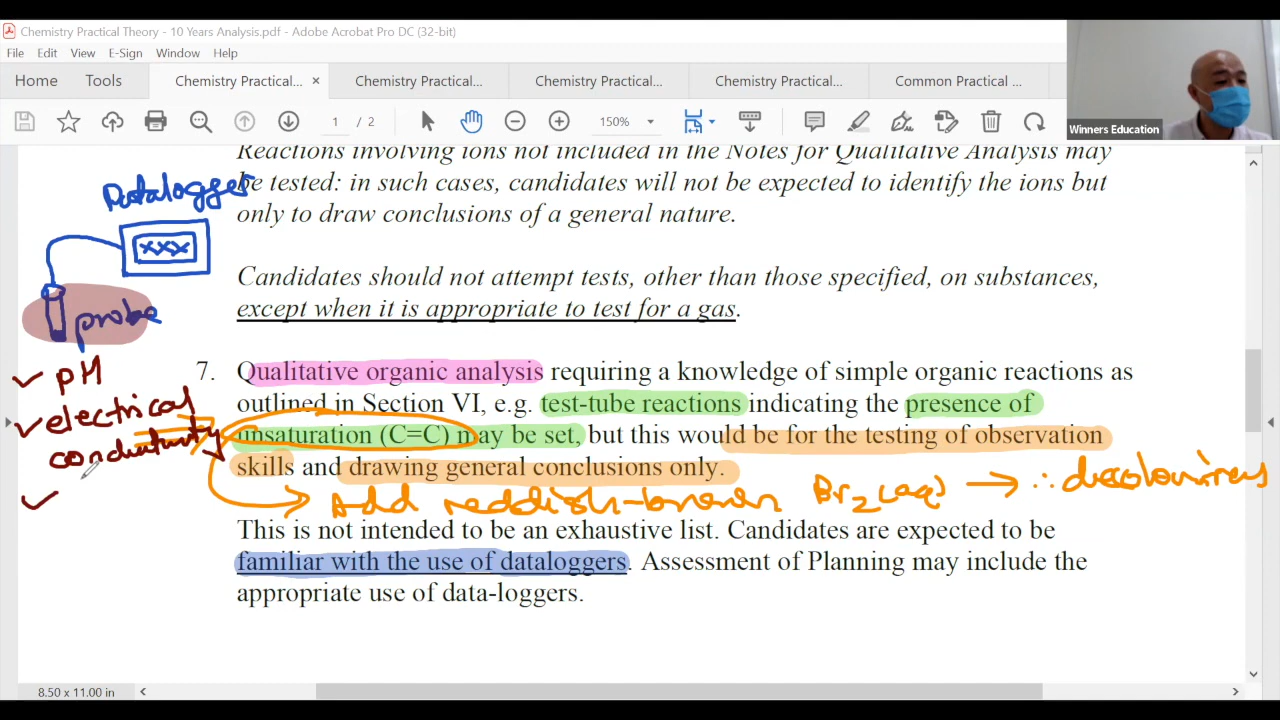 Chemistry Practical Theory - 10 Years Analysis.pdf - Adobe Acrobat Pro DC (32-bit)
File Edit View E-Sign Window Help
Home Tools Chemistry Practical... × Chemistry Practical... Chemistry Practical... Chemistry Practical... Common Practical ...
1 / 2 150%
Winners Education
Reactions involving ions not included in the Notes for Qualitative Analysis may
be tested: in such cases, candidates will not be expected to identify the ions but
only to draw conclusions of a general nature.
Datalogger
xxx
probe
Candidates should not attempt tests, other than those specified, on substances,
except when it is appropriate to test for a gas.
pH
electrical
conductivity
7. Qualitative organic analysis requiring a knowledge of simple organic reactions as
outlined in Section VI, e.g. test-tube reactions indicating the presence of
unsaturation (C=C) may be set, but this would be for the testing of observation
skills and drawing general conclusions only.
Add reddish-brown Br2 (aq) → ∴ decolourises
This is not intended to be an exhaustive list. Candidates are expected to be
familiar with the use of dataloggers. Assessment of Planning may include the
appropriate use of data-loggers.
8.50 x 11.00 in